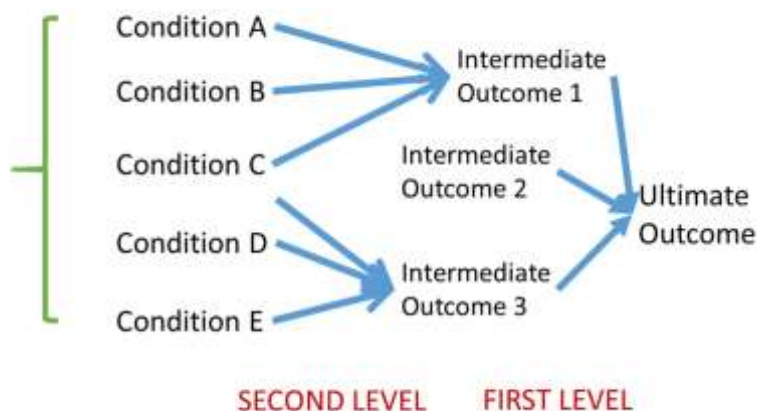 Condition A
Condition B
Condition C
Condition D
Condition E
Intermediate
Outcome 1
Intermediate
Outcome 2
Intermediate
Outcome 3
Ultimate
Outcome
SECOND LEVEL
FIRST LEVEL